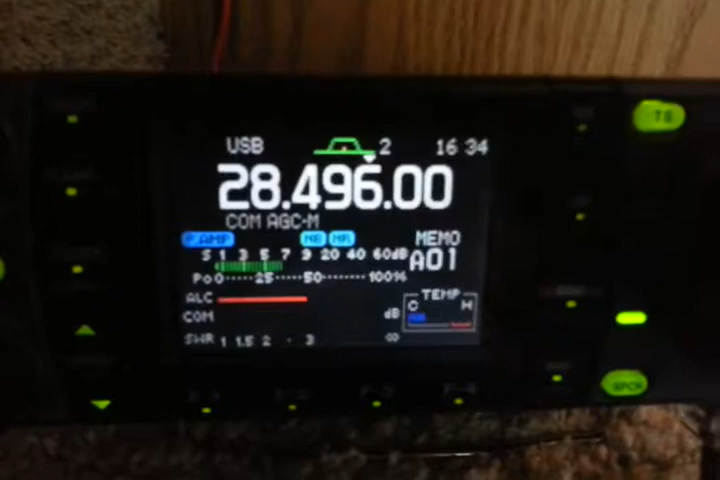 TS
USB 2 16 34
28.496.00
COM AGC-M
P.AMP NB NR MEMO
S 1 3 5 7 9 20 40 60dB A01
Po 0 25 50 100%
ALC TEMP
C H
COM dB
SWR 1 1.5 2 3 ∞
SPCH